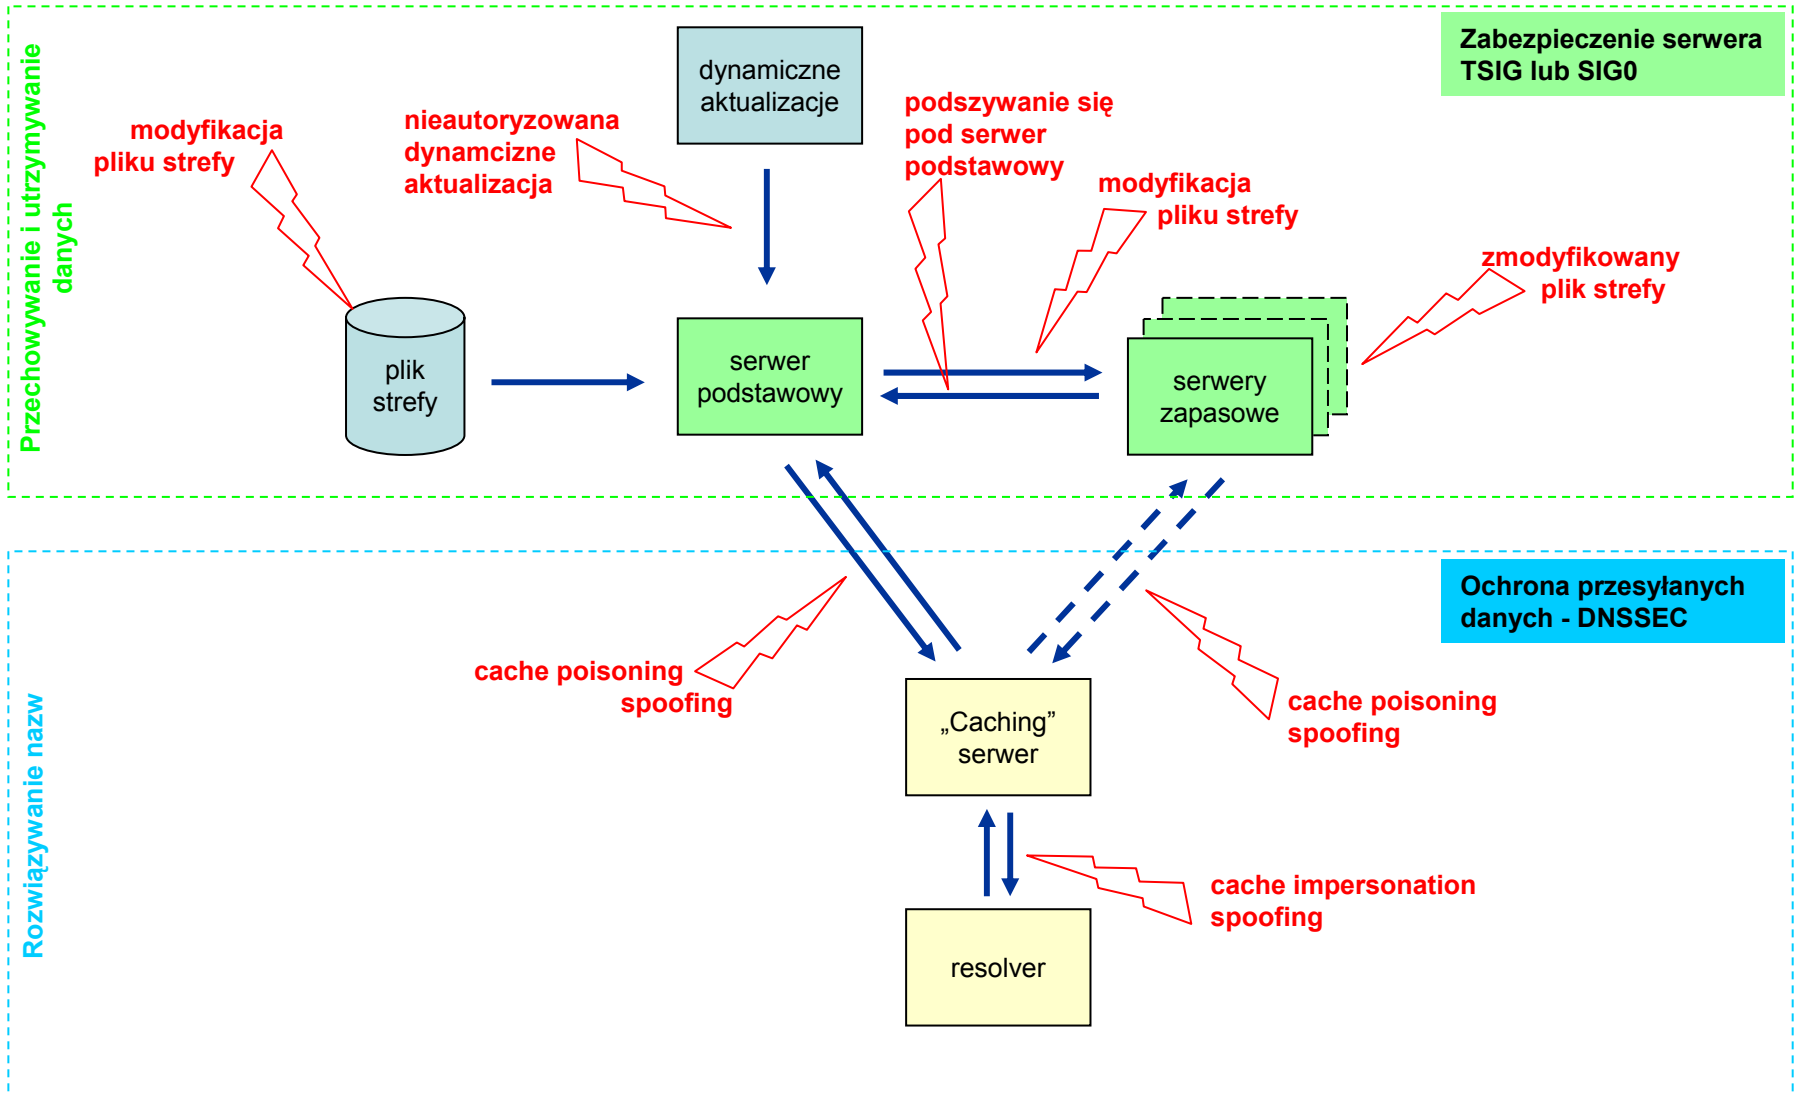 Zabezpieczenie serwera
TSIG lub SIG0
Przechowywanie i utrzymywanie
danych
dynamiczne
aktualizacje
modyfikacja
pliku strefy
nieautoryzowana
dynamcizne
aktualizacja
podszywanie się
pod serwer
podstawowy
modyfikacja
pliku strefy
zmodyfikowany
plik strefy
plik
strefy
serwer
podstawowy
serwery
zapasowe
Ochrona przesyłanych
danych - DNSSEC
Rozwiązywanie nazw
cache poisoning
spoofing
cache poisoning
spoofing
„Caching”
serwer
cache impersonation
spoofing
resolver